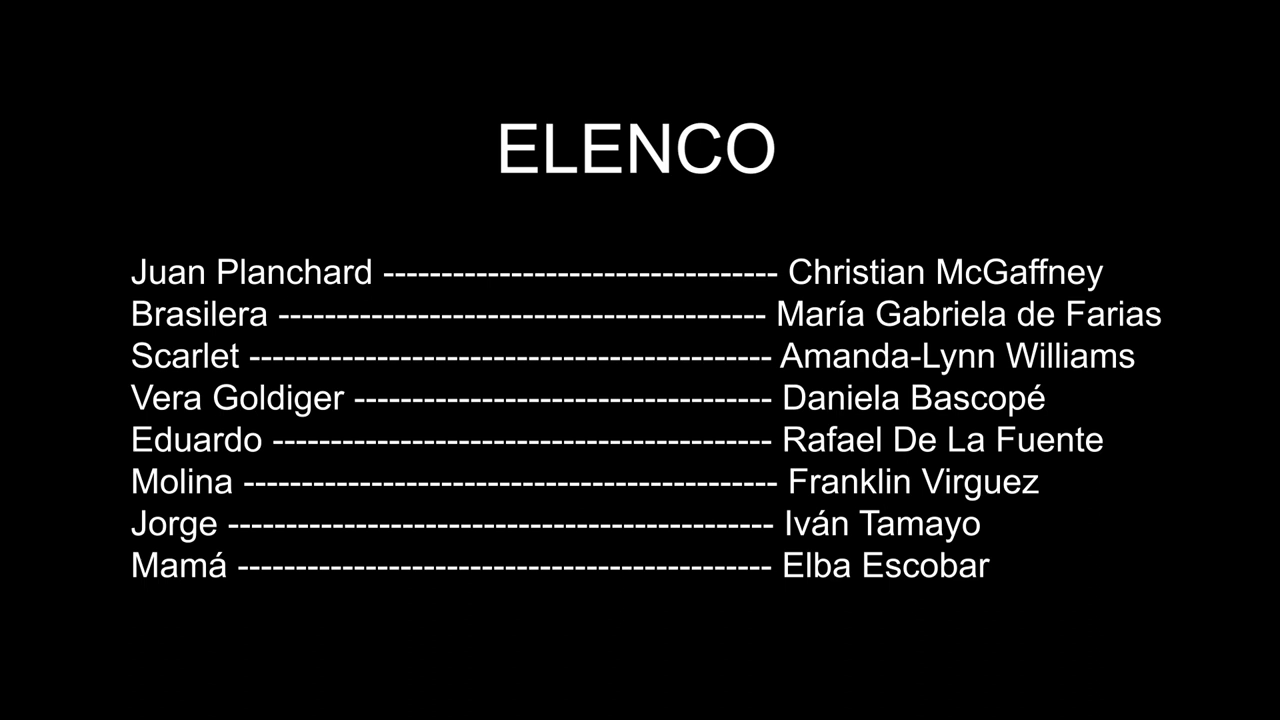 ELENCO
Juan Planchard ---------------------------------- Christian McGaffney
Brasilera ------------------------------------------ María Gabriela de Farias
Scarlet --------------------------------------------- Amanda-Lynn Williams
Vera Goldiger ------------------------------------ Daniela Bascopé
Eduardo ------------------------------------------- Rafael De La Fuente
Molina ---------------------------------------------- Franklin Virguez
Jorge ----------------------------------------------- Iván Tamayo
Mamá ---------------------------------------------- Elba Escobar